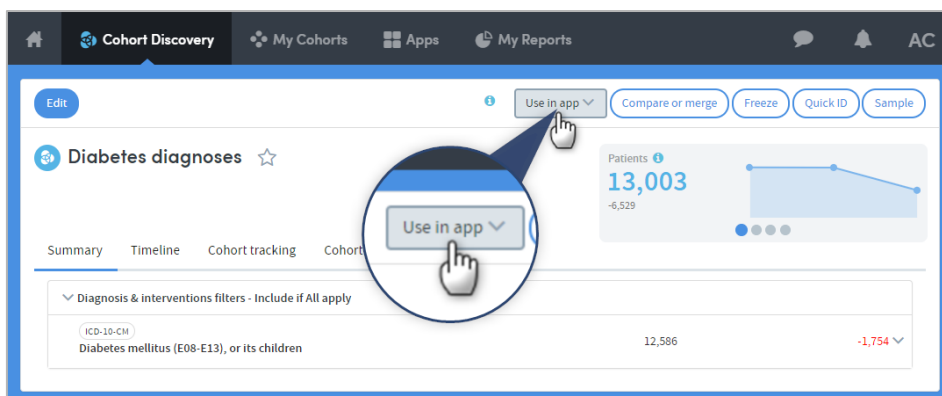 Cohort Discovery My Cohorts Apps My Reports AC
Edit Use in app Compare or merge Freeze Quick ID Sample
Diabetes diagnoses
Patients
13,003
-6,529
Use in app
Summary Timeline Cohort tracking Cohort
Diagnosis & interventions filters - Include if All apply
ICD-10-CM
Diabetes mellitus (E08-E13), or its children 12,586 -1,754